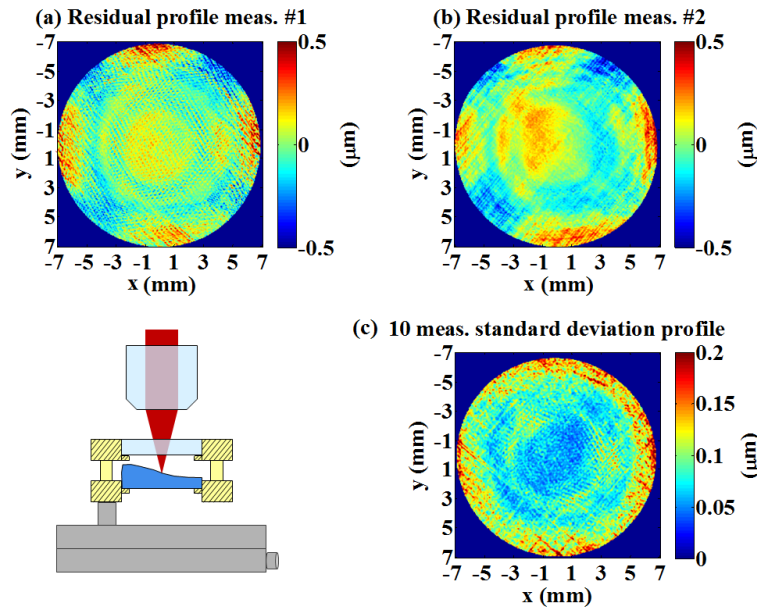 (a) Residual profile meas. #1
-7
-5
-3
-1
1
3
5
7
y (mm)
-7 -5 -3 -1 1 3 5 7
x (mm)
0.5
0
-0.5
(μm)
(b) Residual profile meas. #2
-7
-5
-3
-1
1
3
5
7
y (mm)
-7 -5 -3 -1 1 3 5 7
x (mm)
0.5
0
-0.5
(μm)
(c) 10 meas. standard deviation profile
-7
-5
-3
-1
1
3
5
7
y (mm)
-7 -5 -3 -1 1 3 5 7
x (mm)
0.2
0.15
0.1
0.05
0
(μm)